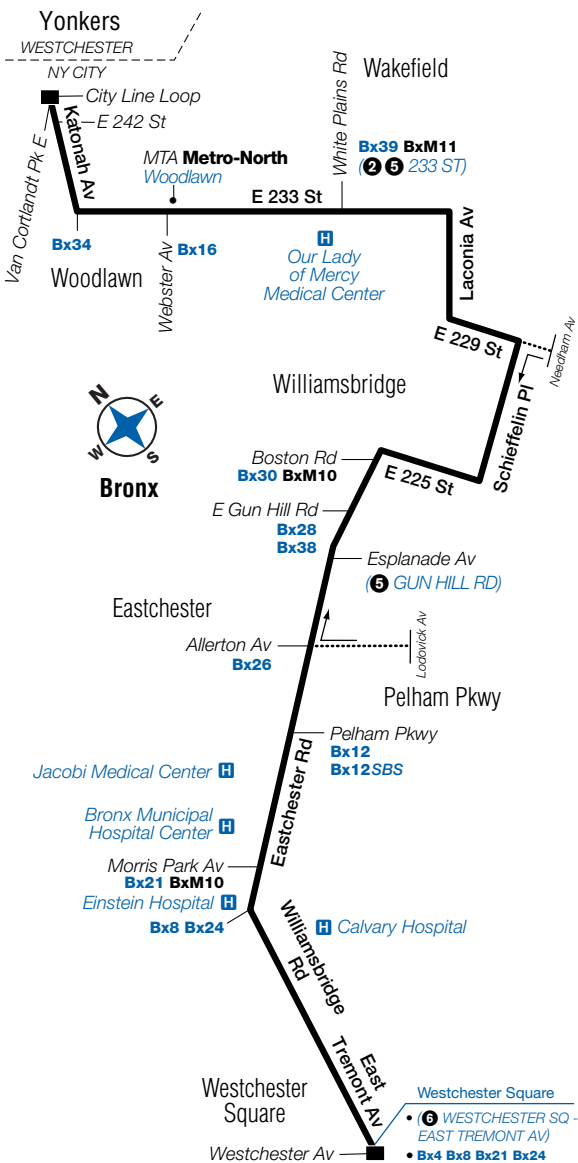 Yonkers
WESTCHESTER
NY CITY
City Line Loop
E 242 St
Katonah Av
Van Cortlandt Pk E
MTA Metro-North
Woodlawn
E 233 St
White Plains Rd
Wakefield
Bx39 BxM11
(2 5 233 ST)
Bx34
Woodlawn
Webster Av
Bx16
H
Our Lady
of Mercy
Medical Center
Laconia Av
E 229 St
Needham Av
Schieffelin Pl
Williamsbridge
N
E
W
S
Bronx
Boston Rd
Bx30 BxM10
E 225 St
E Gun Hill Rd
Bx28
Bx38
Esplanade Av
(5 GUN HILL RD)
Eastchester
Allerton Av
Bx26
Lodovick Av
Pelham Pkwy
Pelham Pkwy
Bx12
Bx12SBS
Eastchester Rd
Jacobi Medical Center H
Bronx Municipal
Hospital Center H
Morris Park Av
Bx21 BxM10
Einstein Hospital H
Bx8 Bx24
H Calvary Hospital
Williamsbridge
Rd
East
Tremont Av
Westchester
Square
Westchester Av
Westchester Square
• (6 WESTCHESTER SQ -
EAST TREMONT AV)
• Bx4 Bx8 Bx21 Bx24